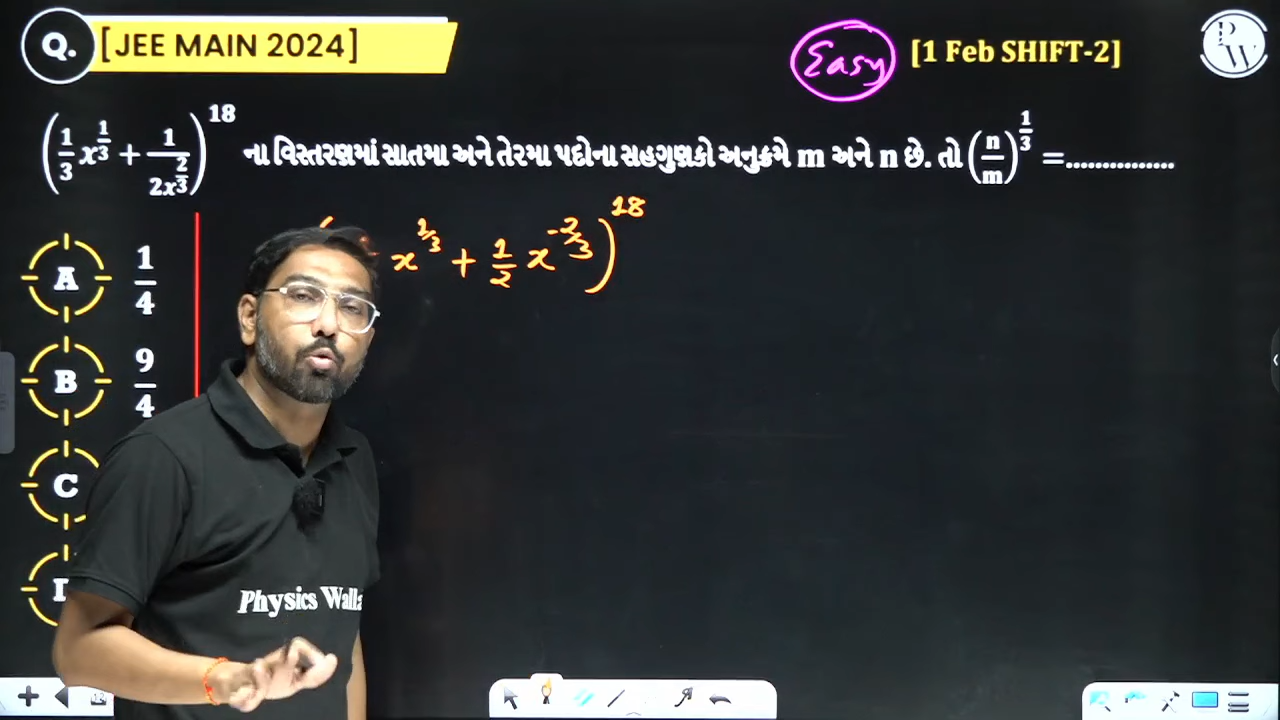 Q. [JEE MAIN 2024] Easy [1 Feb SHIFT-2] PW
(1/3 x^(1/3) + 1/(2x^(2/3)))^18 ના વિસ્તરણમાં સાતમા અને તેરમા પદોના સહગુણકો અનુક્રમે m અને n છે. તો (n/m)^(1/3) =...............
x^(1/3) + 1/2 x^(-2/3))^18
A 1/4
B 9/4
C
D
Physics Walla